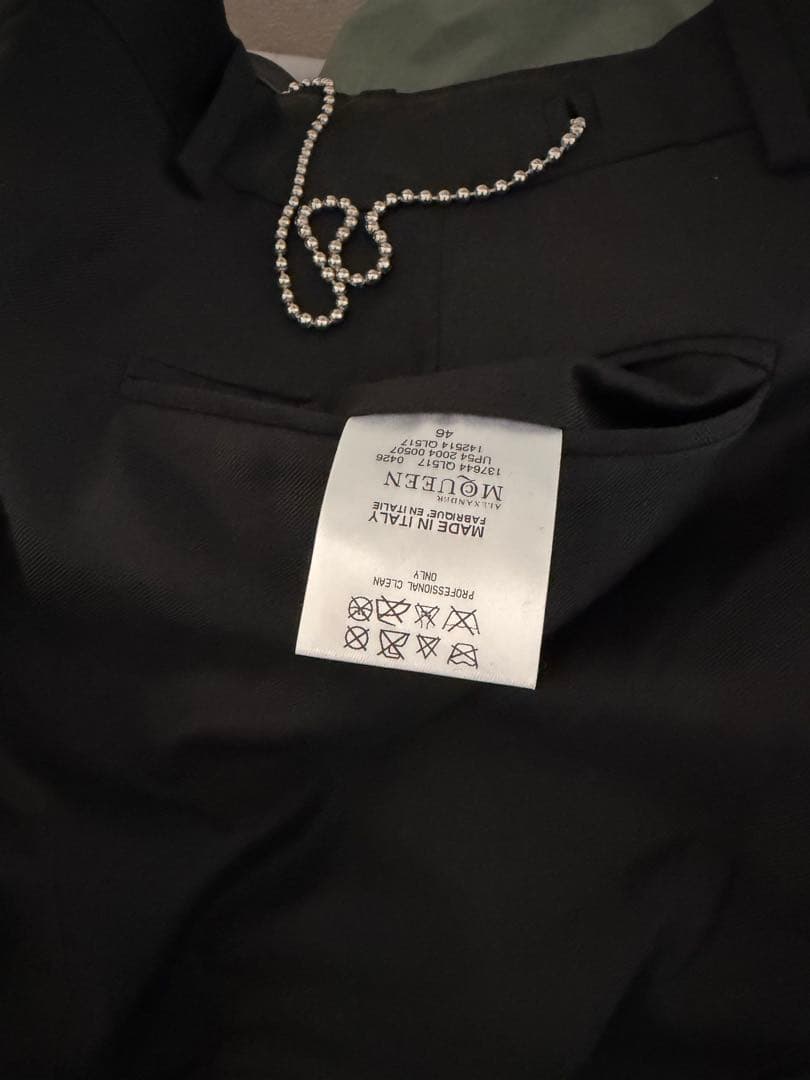 46
142514 QL517
UP54 2004 00507
137644 QL517 0426
ALEXANDER
MCQUEEN
MADE IN ITALY
FABRIQUE' EN ITALIE
PROFESSIONAL CLEAN
ONLY